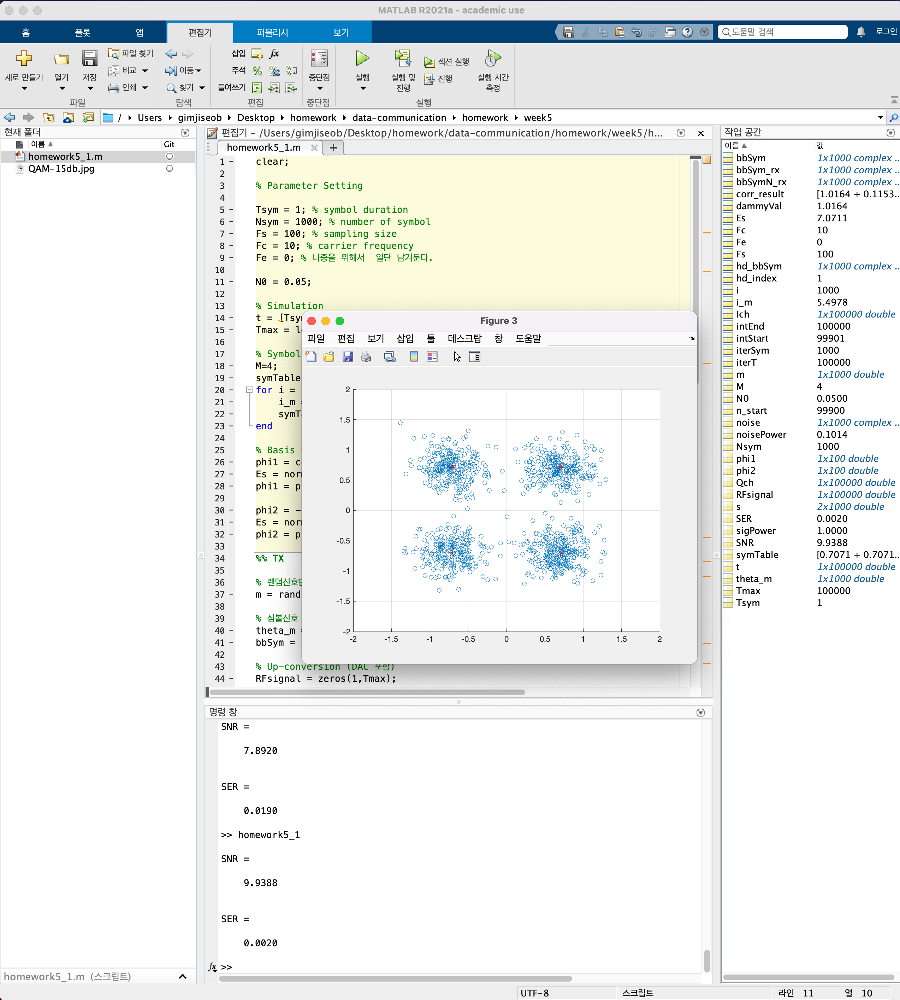 MATLAB R2021a - academic use
홈 플롯 앱 편집기 퍼블리시 보기 도움말 검색 로그인
새로 만들기 열기 저장 파일 찾기 비교 인쇄 이동 찾기 삽입 fx 주석 들여쓰기 중단점 실행 실행 및 진행 섹션 실행 진행 실행 시간 측정
파일 탐색 편집 중단점 실행
/ Users gimjiseob Desktop homework data-communication homework week5
현재 폴더
이름 Git
homework5_1.m
QAM-15db.jpg
homework5_1.m (스크립트)
편집기 - /Users/gimjiseob/Desktop/homework/data-communication/homework/week5/h...
homework5_1.m
1 clear;
2
3 % Parameter Setting
4
5 Tsym = 1; % symbol duration
6 Nsym = 1000; % number of symbol
7 Fs = 100; % sampling size
8 Fc = 10; % carrier frequency
9 Fe = 0; % 나중을 위해서  일단 남겨둔다.
10
11 N0 = 0.05;
12
13 % Simulation
14 t = [Tsy
15 Tmax = l
16
17 % Symbol
18 M=4;
19 symTable
20 for i =
21 i_m
22 symT
23 end
24
25 % Basis
26 phi1 = c
27 Es = nor
28 phi1 = p
29
30 phi2 = -
31 Es = nor
32 phi2 = p
33
34 %% TX
35
36 % 랜덤신호
37 m = rand
38
39 % 심볼신호
40 theta_m
41 bbSym =
42
43 % Up-conversion (DAC 포함)
44 RFsignal = zeros(1,Tmax);
Figure 3
파일 편집 보기 삽입 툴 데스크탑 창 도움말
2
1.5
1
0.5
0
-0.5
-1
-1.5
-2
-2 -1.5 -1 -0.5 0 0.5 1 1.5 2
명령 창
SNR =
7.8920
SER =
0.0190
>> homework5_1
SNR =
9.9388
SER =
0.0020
fx >>
작업 공간
이름 값
bbSym 1x1000 complex ..
bbSym_rx 1x1000 complex ..
bbSymN_rx 1x1000 complex ..
corr_result [1.0164 + 0.1153..
dammyVal 1.0164
Es 7.0711
Fc 10
Fe 0
Fs 100
hd_bbSym 1x1000 complex ..
hd_index 1
i 1000
i_m 5.4978
Ich 1x100000 double
intEnd 100000
intStart 99901
iterSym 1000
iterT 100000
m 1x1000 double
M 4
N0 0.0500
n_start 99900
noise 1x1000 complex ..
noisePower 0.1014
Nsym 1000
phi1 1x100 double
phi2 1x100 double
Qch 1x100000 double
RFsignal 1x100000 double
s 2x1000 double
SER 0.0020
sigPower 1.0000
SNR 9.9388
symTable [0.7071 + 0.7071..
t 1x100000 double
theta_m 1x1000 double
Tmax 100000
Tsym 1
UTF-8 스크립트 라인 11 열 10